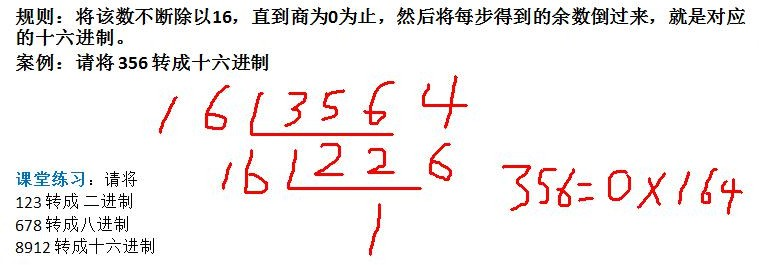 规则：将该数不断除以16，直到商为0为止，然后将每步得到的余数倒过来，就是对应
的十六进制。
案例：请将 356 转成十六进制
16 356 4
16 22 6
1
356=0X164
课堂练习：请将
123 转成 二进制
678 转成八进制
8912 转成十六进制